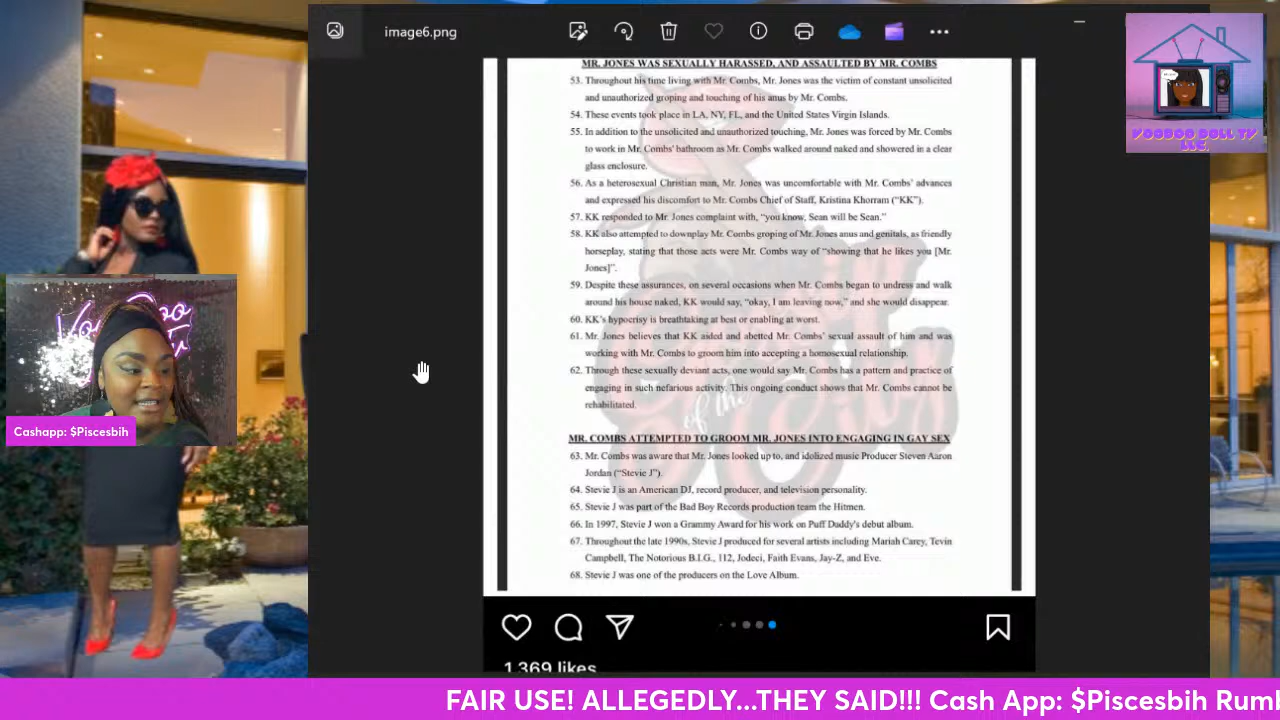 image6.png
VOODOO DOLL TV
LLC.
MR. JONES WAS SEXUALLY HARASSED, AND ASSAULTED BY MR. COMBS
53. Throughout his time living with Mr. Combs, Mr. Jones was the victim of constant unsolicited
and unauthorized groping and touching of his anus by Mr. Combs.
54. These events took place in LA, NY, FL, and the United States Virgin Islands.
55. In addition to the unsolicited and unauthorized touching, Mr. Jones was forced by Mr. Combs
to work in Mr. Combs' bathroom as Mr. Combs walked around naked and showered in a clear
glass enclosure.
56. As a heterosexual Christian man, Mr. Jones was uncomfortable with Mr. Combs' advances
and expressed his discomfort to Mr. Combs Chief of Staff, Kristina Khorram ("KK").
57. KK responded to Mr. Jones complaint with, "you know, Sean will be Sean."
58. KK also attempted to downplay Mr. Combs groping of Mr. Jones anus and genitals, as friendly
horseplay, stating that those acts were Mr. Combs way of "showing that he likes you [Mr.
Jones]".
59. Despite these assurances, on several occasions when Mr. Combs began to undress and walk
around his house naked, KK would say, "okay, I am leaving now," and she would disappear.
60. KK's hypocrisy is breathtaking at best or enabling at worst.
61. Mr. Jones believes that KK aided and abetted Mr. Combs' sexual assault of him and was
working with Mr. Combs to groom him into accepting a homosexual relationship.
62. Through these sexually deviant acts, one would say Mr. Combs has a pattern and practice of
engaging in such nefarious activity. This ongoing conduct shows that Mr. Combs cannot be
rehabilitated.
of the
MR. COMBS ATTEMPTED TO GROOM MR. JONES INTO ENGAGING IN GAY SEX
63. Mr. Combs was aware that Mr. Jones looked up to, and idolized music Producer Steven Aaron
Jordan ("Stevie J").
64. Stevie J is an American DJ, record producer, and television personality.
65. Stevie J was part of the Bad Boy Records production team the Hitmen.
66. In 1997, Stevie J won a Grammy Award for his work on Puff Daddy's debut album.
67. Throughout the late 1990s, Stevie J produced for several artists including Mariah Carey, Tevin
Campbell, The Notorious B.I.G., 112, Jodeci, Faith Evans, Jay-Z, and Eve.
68. Stevie J was one of the producers on the Love Album.
1,369 likes
Cashapp: $Piscesbih
FAIR USE! ALLEGEDLY...THEY SAID!!! Cash App: $Piscesbih